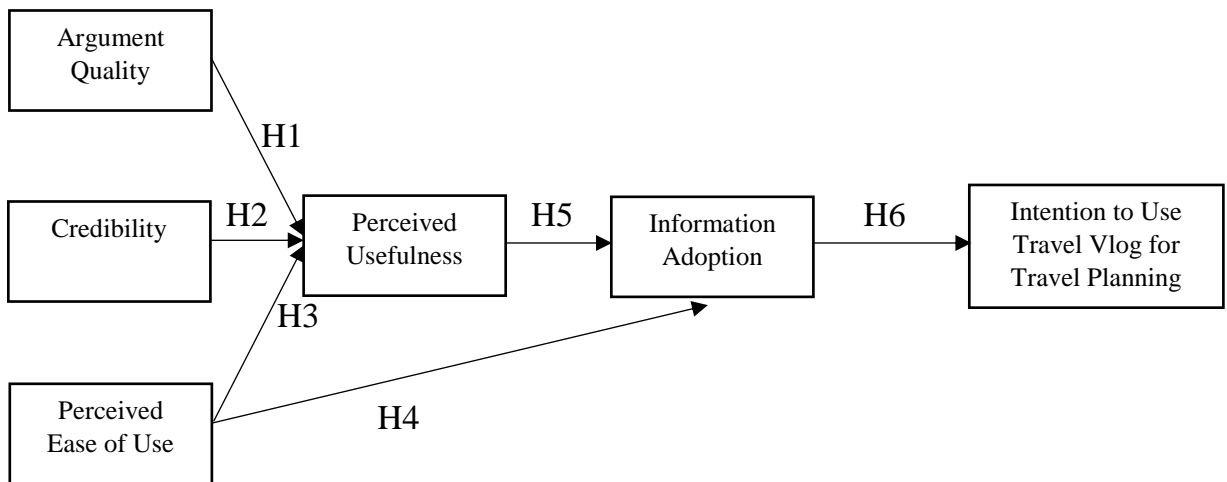 Argument
Quality
H1
Credibility
H2
Perceived
Usefulness
H5
Information
Adoption
H6
Intention to Use
Travel Vlog for
Travel Planning
H3
Perceived
Ease of Use
H4